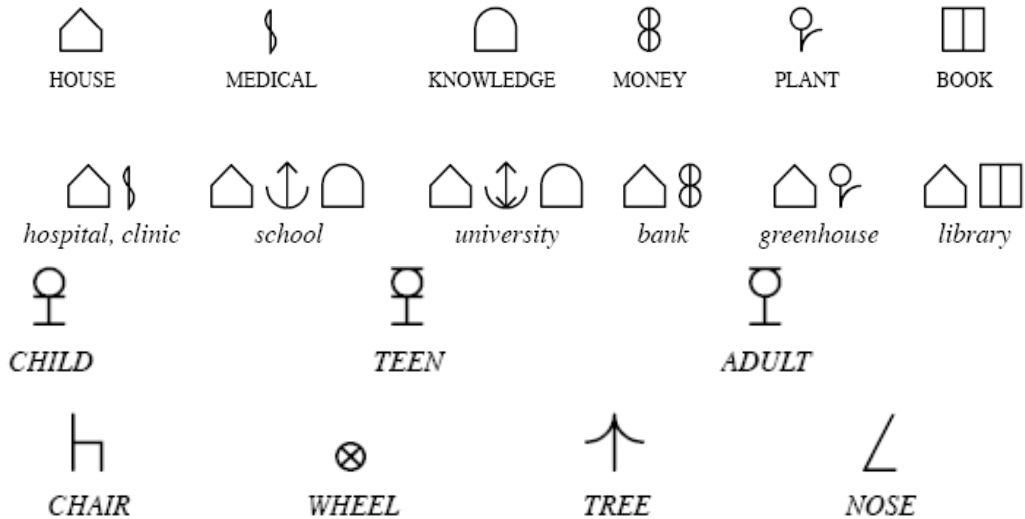 HOUSE MEDICAL KNOWLEDGE MONEY PLANT BOOK
hospital, clinic school university bank greenhouse library
CHILD TEEN ADULT
CHAIR WHEEL TREE NOSE